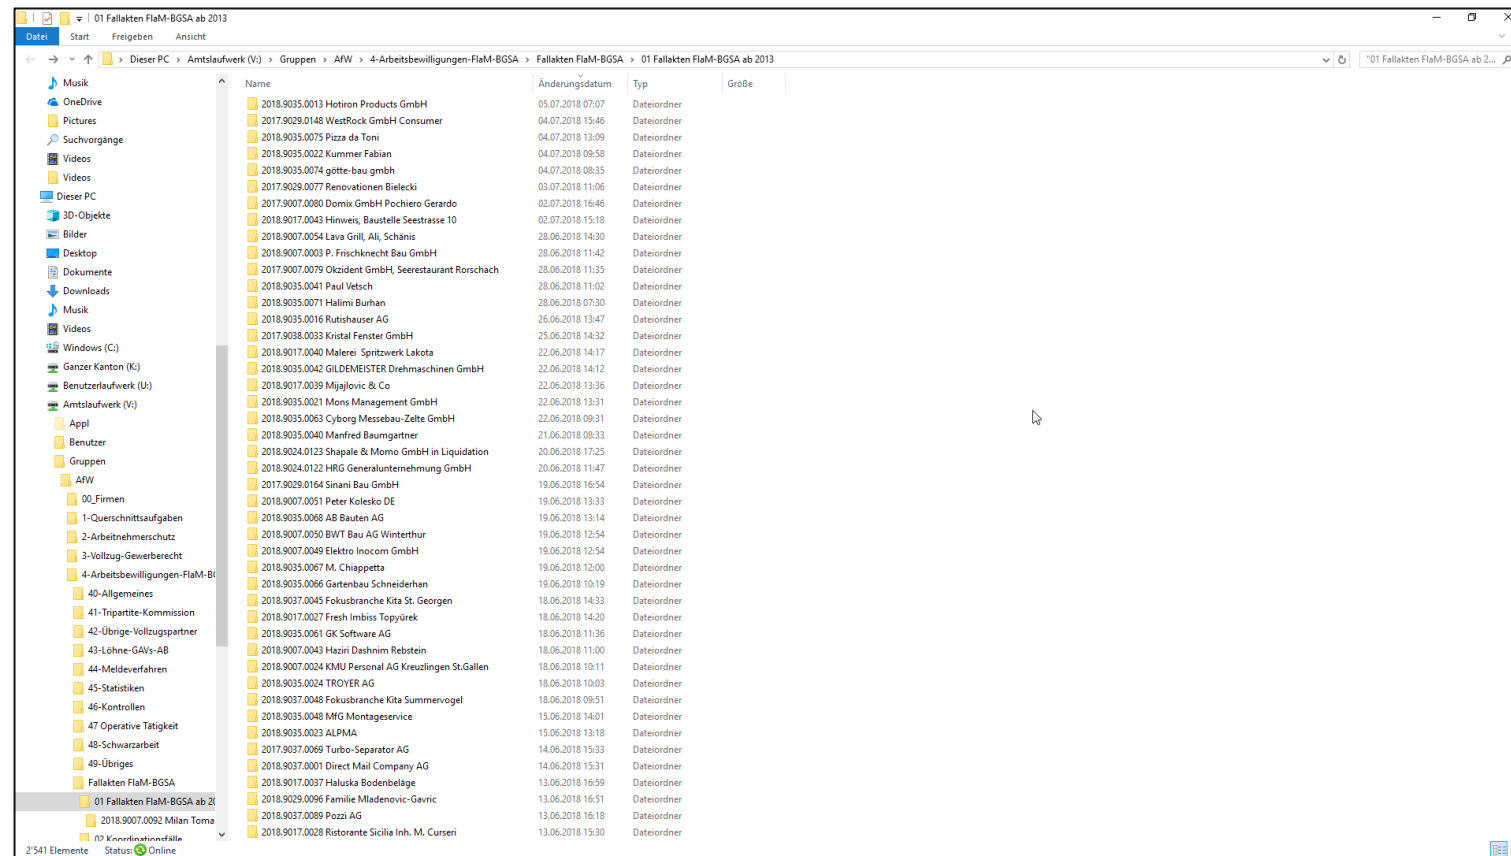 01 Fallakten FlaM-BGSA ab 2013
Datei Start Freigeben Ansicht
Dieser PC > Amtslaufwerk (V:) > Gruppen > AfW > 4-Arbeitsbewilligungen-FlaM-BGSA > Fallakten FlaM-BGSA > 01 Fallakten FlaM-BGSA ab 2013
"01 Fallakten FlaM-BGSA ab 2...
Musik
OneDrive
Pictures
Suchvorgänge
Videos
Videos
Dieser PC
3D-Objekte
Bilder
Desktop
Dokumente
Downloads
Musik
Videos
Windows (C:)
Ganzer Kanton (K:)
Benutzerlaufwerk (U:)
Amtslaufwerk (V:)
Appl
Benutzer
Gruppen
AfW
00_Firmen
1-Querschnittsaufgaben
2-Arbeitnehmerschutz
3-Vollzug-Gewerberecht
4-Arbeitsbewilligungen-FlaM-B
40-Allgemeines
41-Tripartite-Kommission
42-Übrige-Vollzugspartner
43-Löhne-GAVs-AB
44-Meldeverfahren
45-Statistiken
46-Kontrollen
47 Operative Tätigkeit
48-Schwarzarbeit
49-Übriges
Fallakten FlaM-BGSA
01 Fallakten FlaM-BGSA ab 20
2018.9007.0092 Milan Toma
02 Koordinationsfälle
Name Änderungsdatum Typ Größe
2018.9035.0013 Hotiron Products GmbH 05.07.2018 07:07 Dateiordner
2017.9029.0148 WestRock GmbH Consumer 04.07.2018 15:46 Dateiordner
2018.9035.0075 Pizza da Toni 04.07.2018 13:09 Dateiordner
2018.9035.0022 Kummer Fabian 04.07.2018 09:58 Dateiordner
2018.9035.0074 götte-bau gmbh 04.07.2018 08:35 Dateiordner
2017.9029.0077 Renovationen Bielecki 03.07.2018 11:06 Dateiordner
2017.9007.0080 Domix GmbH Pochiero Gerardo 02.07.2018 16:46 Dateiordner
2018.9017.0043 Hinweis, Baustelle Seestrasse 10 02.07.2018 15:18 Dateiordner
2018.9007.0054 Lava Grill, Ali, Schänis 28.06.2018 14:30 Dateiordner
2018.9007.0003 P. Frischknecht Bau GmbH 28.06.2018 11:42 Dateiordner
2017.9007.0079 Okzident GmbH, Seerestaurant Rorschach 28.06.2018 11:35 Dateiordner
2018.9035.0041 Paul Vetsch 28.06.2018 11:02 Dateiordner
2018.9035.0071 Halimi Burhan 28.06.2018 07:30 Dateiordner
2018.9035.0016 Rutishauser AG 26.06.2018 13:47 Dateiordner
2017.9038.0033 Kristal Fenster GmbH 25.06.2018 14:32 Dateiordner
2018.9017.0040 Malerei Spritzwerk Lakota 22.06.2018 14:17 Dateiordner
2018.9035.0042 GILDEMEISTER Drehmaschinen GmbH 22.06.2018 14:12 Dateiordner
2018.9017.0039 Mijajlovic & Co 22.06.2018 13:36 Dateiordner
2018.9035.0021 Mons Management GmbH 22.06.2018 13:31 Dateiordner
2018.9035.0063 Cyborg Messebau-Zelte GmbH 22.06.2018 09:31 Dateiordner
2018.9035.0040 Manfred Baumgartner 21.06.2018 08:33 Dateiordner
2018.9024.0123 Shapale & Momo GmbH in Liquidation 20.06.2018 17:25 Dateiordner
2018.9024.0122 HRG Generalunternehmung GmbH 20.06.2018 11:47 Dateiordner
2017.9029.0164 Sinani Bau GmbH 19.06.2018 16:54 Dateiordner
2018.9007.0051 Peter Kolesko DE 19.06.2018 13:33 Dateiordner
2018.9035.0068 AB Bauten AG 19.06.2018 13:14 Dateiordner
2018.9007.0050 BWT Bau AG Winterthur 19.06.2018 12:54 Dateiordner
2018.9007.0049 Elektro Inocom GmbH 19.06.2018 12:54 Dateiordner
2018.9035.0067 M. Chiappetta 19.06.2018 12:00 Dateiordner
2018.9035.0066 Gartenbau Schneiderhan 19.06.2018 10:19 Dateiordner
2018.9037.0045 Fokusbranche Kita St. Georgen 18.06.2018 14:33 Dateiordner
2018.9017.0027 Fresh Imbiss Topyürek 18.06.2018 14:20 Dateiordner
2018.9035.0061 GK Software AG 18.06.2018 11:36 Dateiordner
2018.9007.0043 Haziri Dashnim Rebstein 18.06.2018 11:00 Dateiordner
2018.9007.0024 KMU Personal AG Kreuzlingen St.Gallen 18.06.2018 10:11 Dateiordner
2018.9035.0024 TROYER AG 18.06.2018 10:03 Dateiordner
2018.9037.0048 Fokusbranche Kita Summervogel 18.06.2018 09:51 Dateiordner
2018.9035.0048 MfG Montageservice 15.06.2018 14:01 Dateiordner
2018.9035.0023 ALPMA 15.06.2018 13:18 Dateiordner
2017.9037.0069 Turbo-Separator AG 14.06.2018 15:33 Dateiordner
2018.9037.0001 Direct Mail Company AG 14.06.2018 15:31 Dateiordner
2018.9017.0037 Haluska Bodenbeläge 13.06.2018 16:59 Dateiordner
2018.9029.0096 Familie Mladenovic-Gavric 13.06.2018 16:51 Dateiordner
2018.9037.0089 Pozzi AG 13.06.2018 16:18 Dateiordner
2018.9017.0028 Ristorante Sicilia Inh. M. Curseri 13.06.2018 15:30 Dateiordner
2'541 Elemente Status: Online